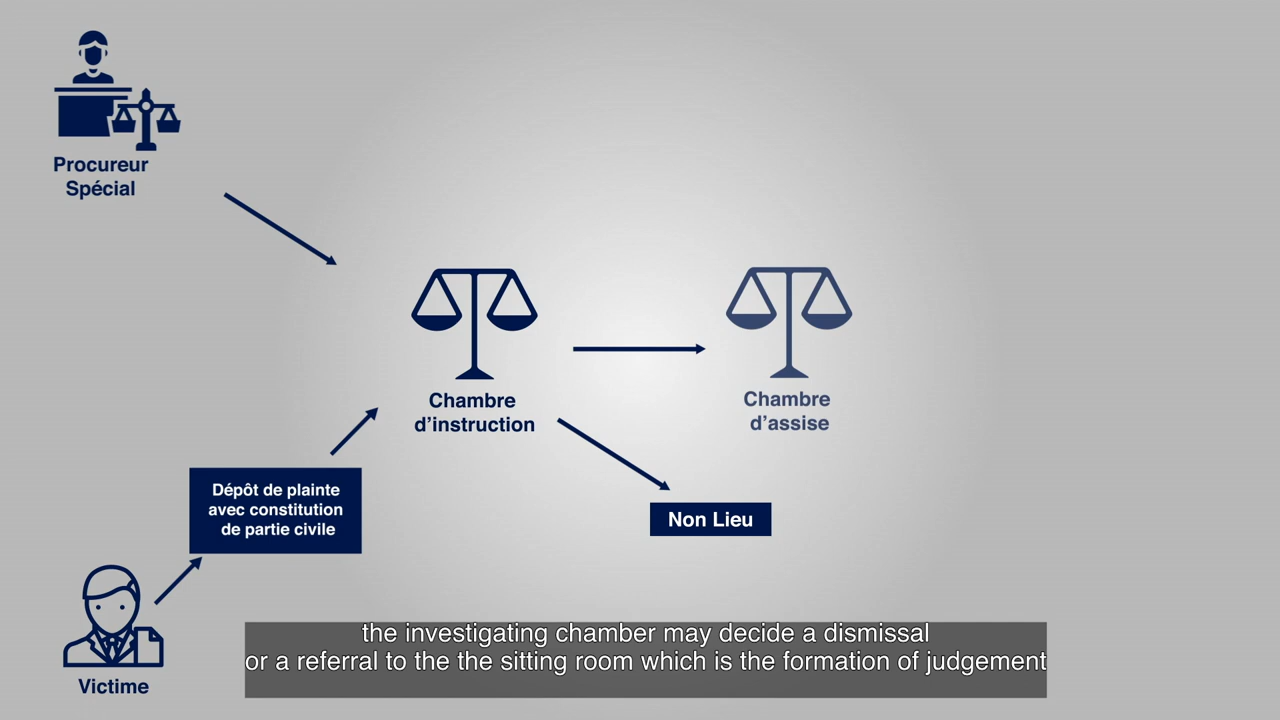 Procureur
Spécial
Chambre
d'instruction
Chambre
d'assise
Dépôt de plainte
avec constitution
de partie civile
Non Lieu
Victime
the investigating chamber may decide a dismissal
or a referral to the the sitting room which is the formation of judgement